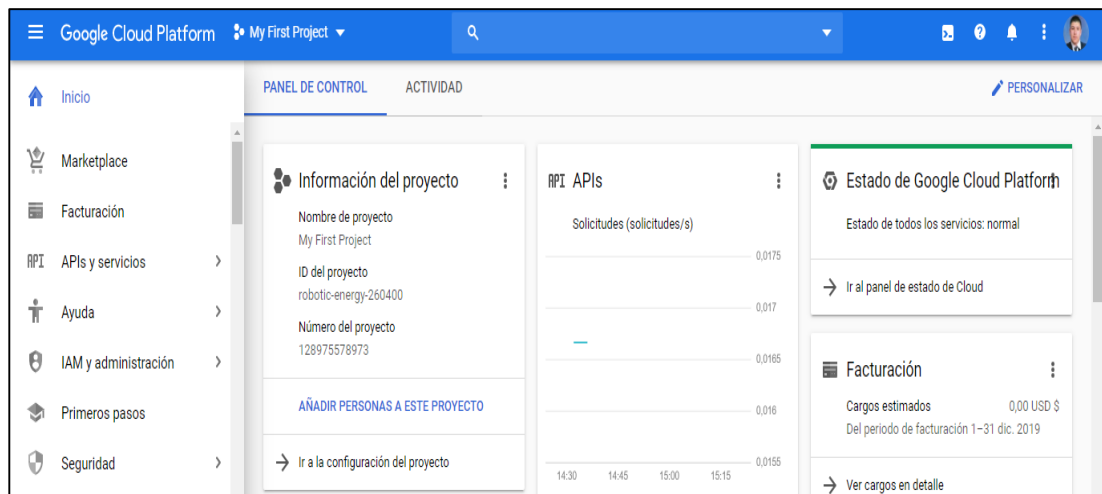 Google Cloud Platform
My First Project
PANEL DE CONTROL
ACTIVIDAD
PERSONALIZAR
Inicio
Marketplace
Facturación
API
APIs y servicios
Ayuda
IAM y administración
Primeros pasos
Seguridad
Información del proyecto
Nombre de proyecto
My First Project
ID del proyecto
robotic-energy-260400
Número del proyecto
128975578973
AÑADIR PERSONAS A ESTE PROYECTO
Ir a la configuración del proyecto
API APIs
Solicitudes (solicitudes/s)
0,0175
0,017
0,0165
0,016
0,0155
14:30 14:45 15:00 15:15
Estado de Google Cloud Platform
Estado de todos los servicios: normal
Ir al panel de estado de Cloud
Facturación
Cargos estimados 0,00 USD $
Del periodo de facturación 1–31 dic. 2019
Ver cargos en detalle